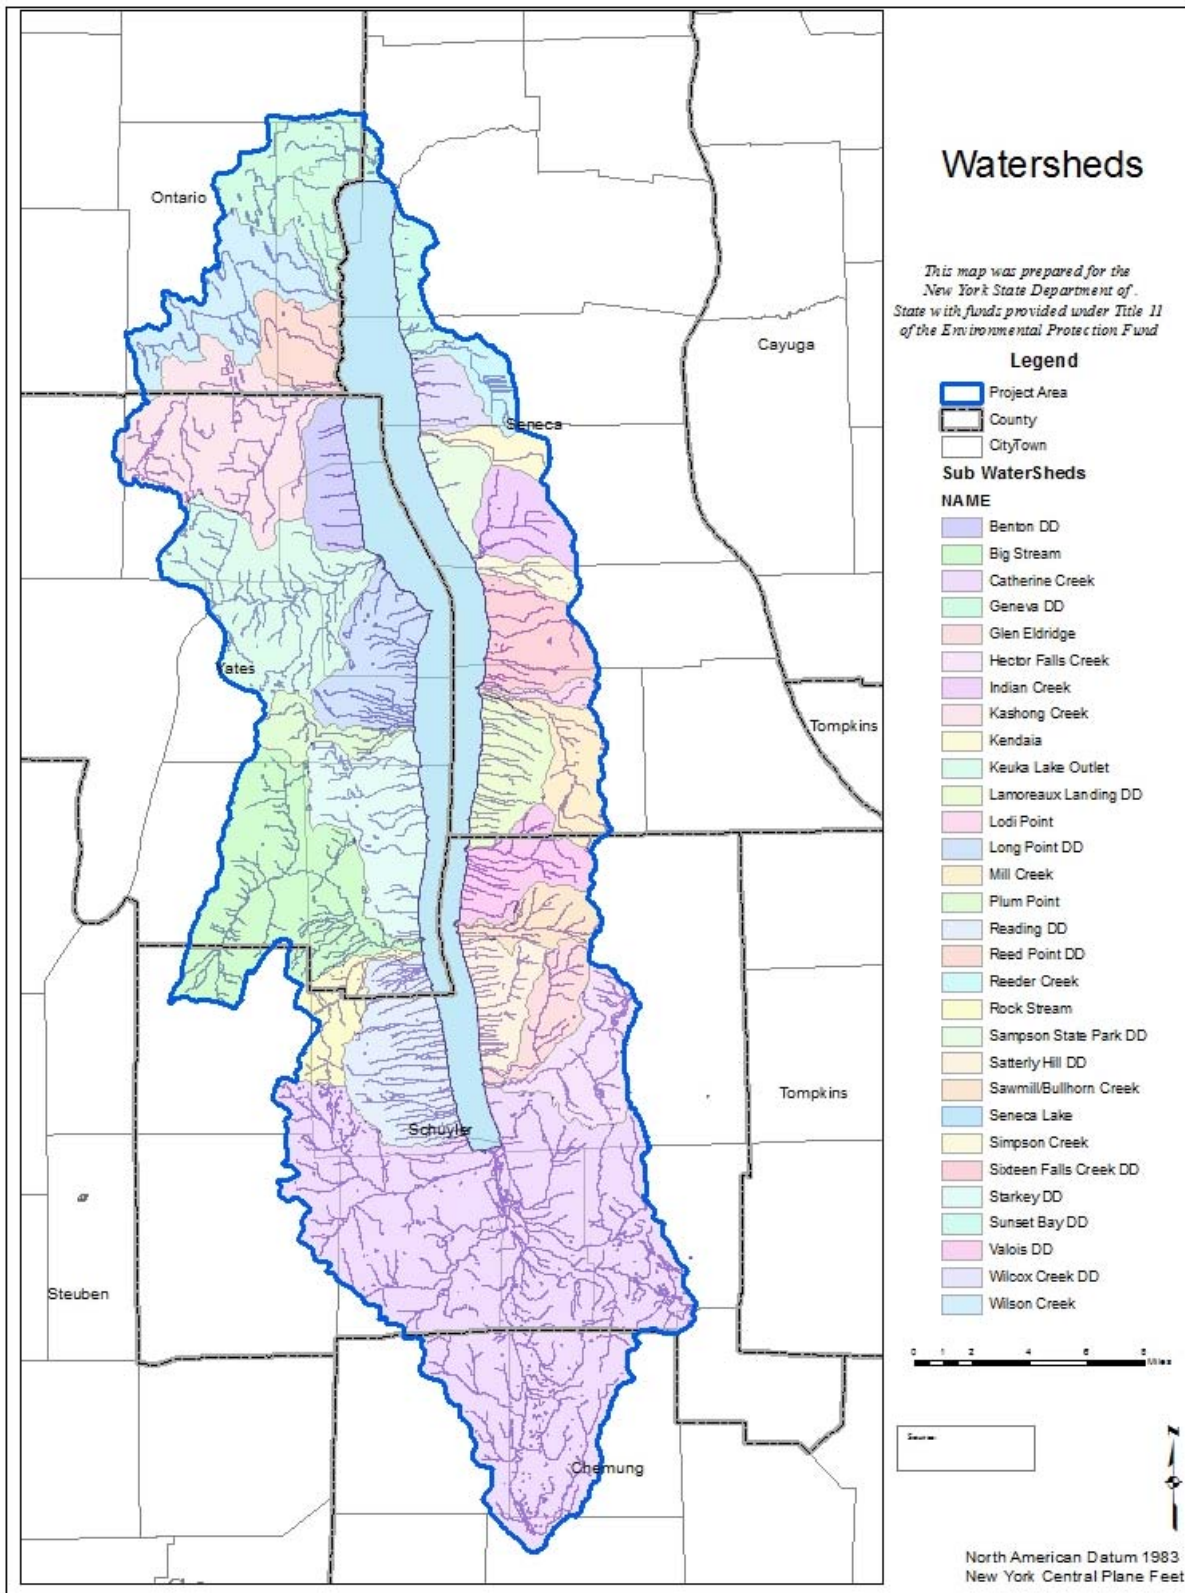 Watersheds
This map was prepared for the
New York State Department of .
State with funds provided under Title 11
of the Environmental Protection Fund
Legend
Project Area
County
CityTown
Sub WaterSheds
NAME
Benton DD
Big Stream
Catherine Creek
Geneva DD
Glen Eldridge
Hector Falls Creek
Indian Creek
Kashong Creek
Kendaia
Keuka Lake Outlet
Lamoreaux Landing DD
Lodi Point
Long Point DD
Mill Creek
Plum Point
Reading DD
Reed Point DD
Reeder Creek
Rock Stream
Sampson State Park DD
Satterly Hill DD
Sawmill/Bullhorn Creek
Seneca Lake
Simpson Creek
Sixteen Falls Creek DD
Starkey DD
Sunset Bay DD
Valois DD
Wilcox Creek DD
Wilson Creek
0 1 2 4 6 8
Miles
Source:
N
North American Datum 1983
New York Central Plane Feet
Ontario
Cayuga
Seneca
Yates
Tompkins
Tompkins
Schuyler
Steuben
Chemung